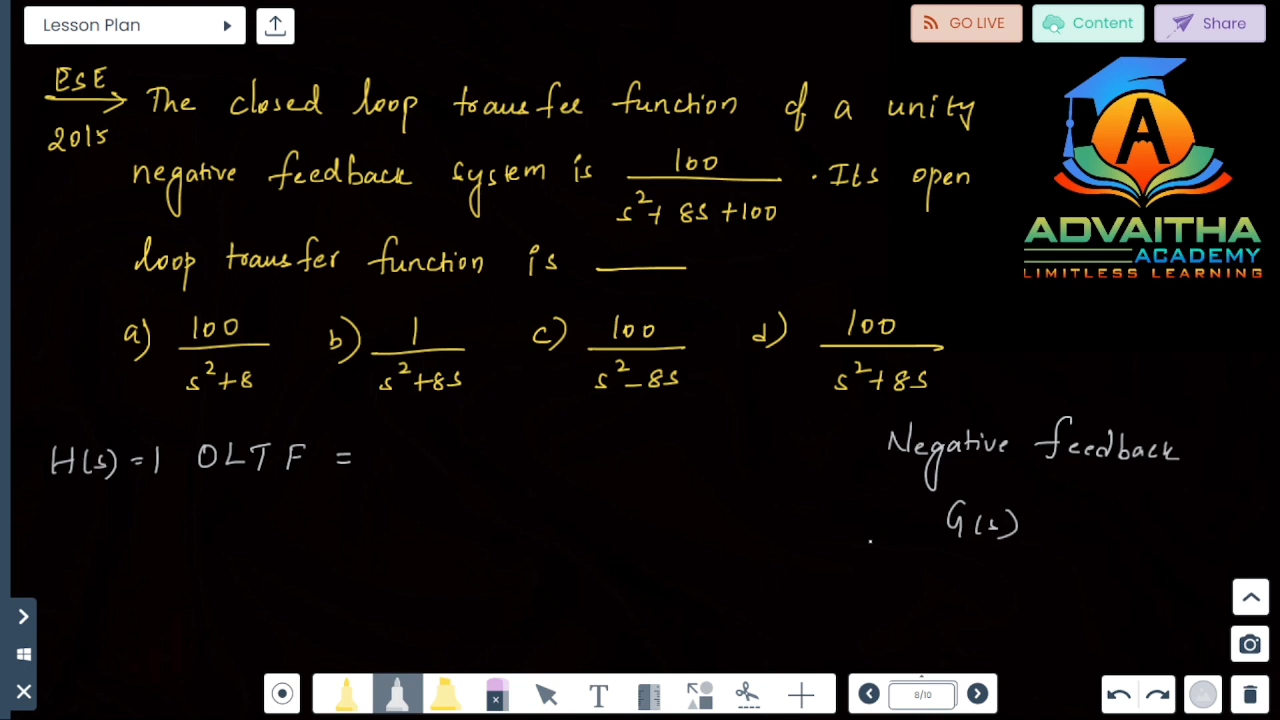 Lesson Plan
GO LIVE
Content
Share
ESE
2015
The closed loop transfer function of a unity
negative feedback system is 100 / s²+ 8s +100 . Its open
loop transfer function is ____
a) 100 / s²+8 b) 1 / s²+8s c) 100 / s²-8s d) 100 / s²+8s
H(s)=1 OLTF =
Negative feedback
G(s)
A
ADVAITHA
ACADEMY
LIMITLESS LEARNING
T
8/10